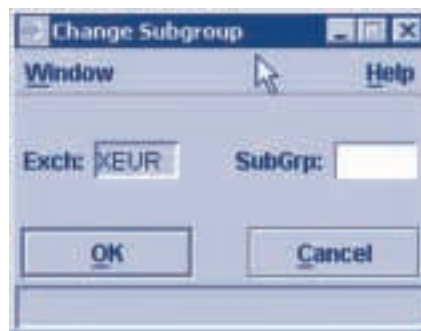 Change Subgroup
Window Help
Exch: XEUR SubGrp:
OK Cancel